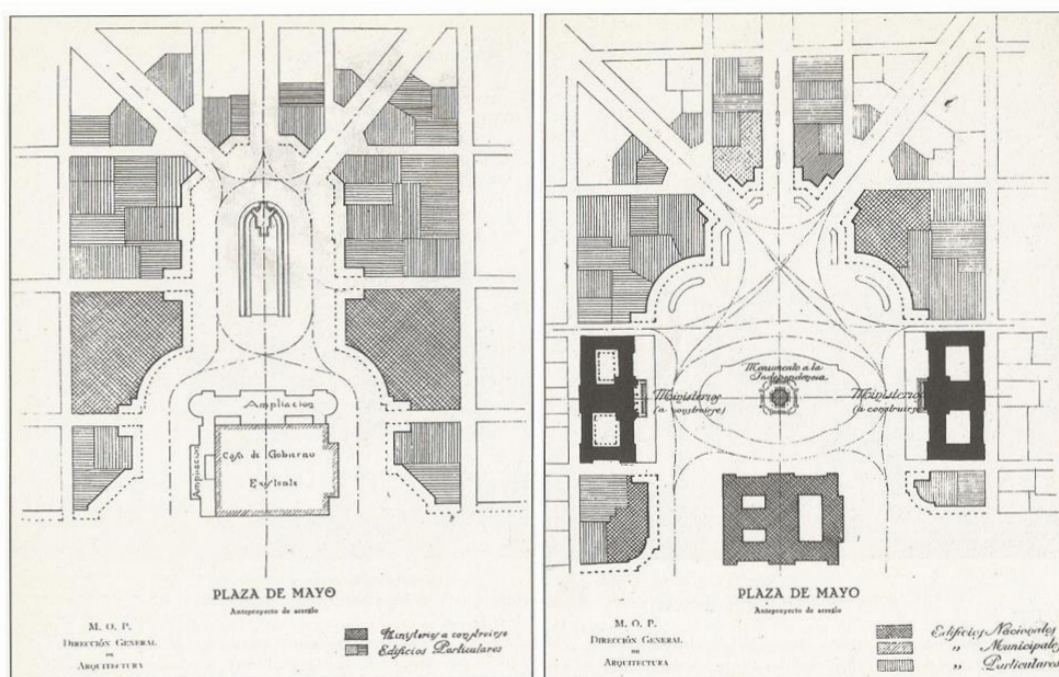 Ampliacion
Ampliacion
Casa de Gobierno
Existente
PLAZA DE MAYO
Anteproyecto de arreglo
M. O. P.
DIRECCIÓN GENERAL
DE
ARQUITECTURA
Ministerios a construirse
Edificios Particulares
Monumento a la
Independencia
Ministerios
(a construirse)
Ministerios
(a construirse)
PLAZA DE MAYO
Anteproyecto de arreglo
M. O. P.
DIRECCIÓN GENERAL
DE
ARQUITECTURA
Edificios Nacionales
„ Municipales
„ Particulares